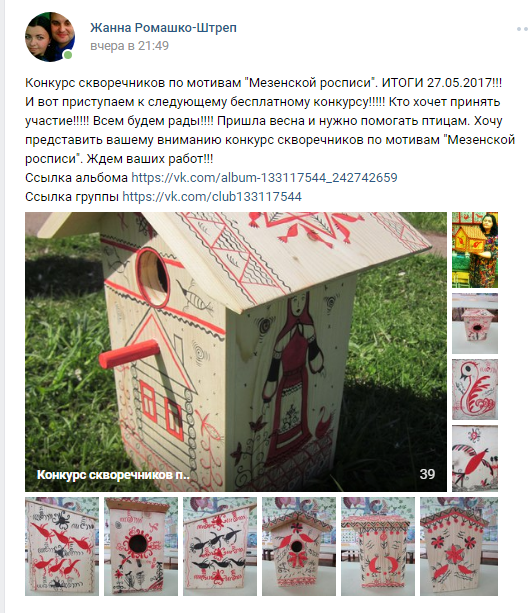 Жанна Ромашко-Штреп
вчера в 21:49
Конкурс скворечников по мотивам "Мезенской росписи". ИТОГИ 27.05.2017!!!
И вот приступаем к следующему бесплатному конкурсу!!!!! Кто хочет принять
участие!!!!! Всем будем рады!!!! Пришла весна и нужно помогать птицам. Хочу
представить вашему вниманию конкурс скворечников по мотивам "Мезенской
росписи". Ждем ваших работ!!!
Ссылка альбома https://vk.com/album-133117544_242742659
Ссылка группы https://vk.com/club133117544
Конкурс скворечников п..
39